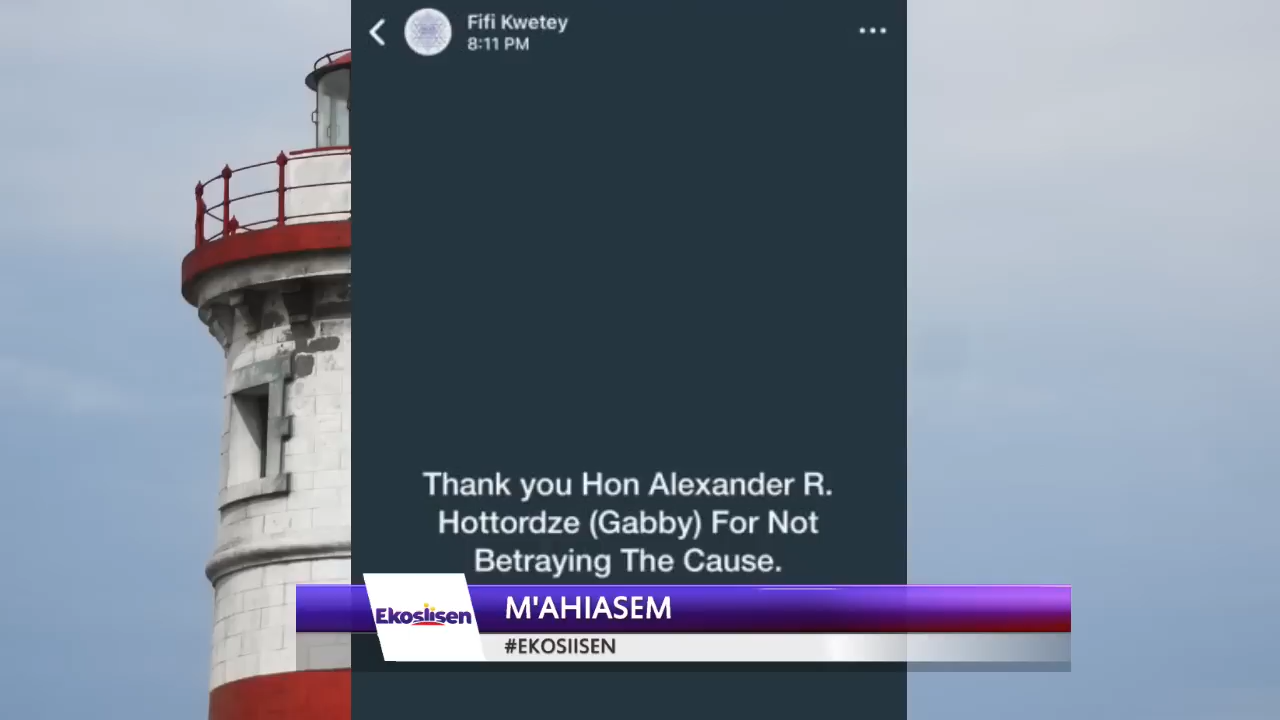 Fifi Kwetey
8:11 PM
Thank you Hon Alexander R.
Hottordze (Gabby) For Not
Betraying The Cause.
Ekosiisen
M'AHIASEM
#EKOSIISEN